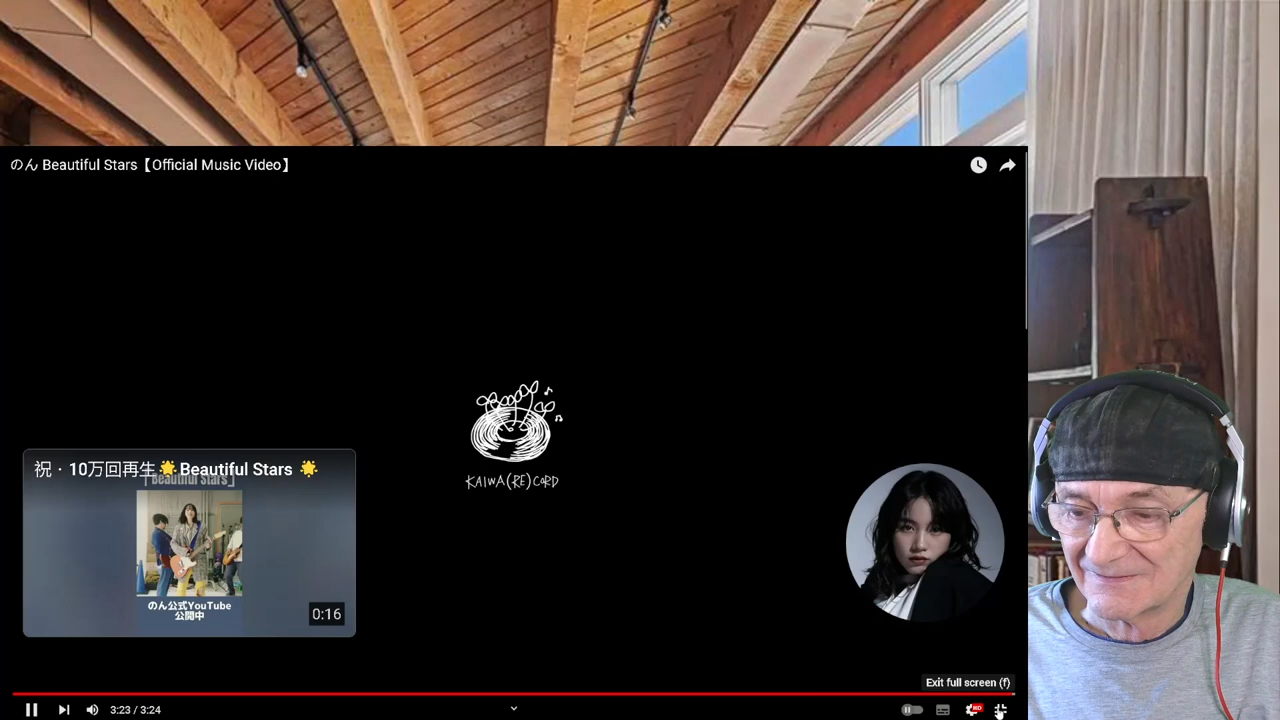 のん Beautiful Stars【Official Music Video】
KAIWA(RE)CORD
祝・10万回再生🌟Beautiful Stars 🌟
「Beautiful Stars」
のん公式YouTube
公開中
0:16
Exit full screen (f)
3:23 / 3:24
HD